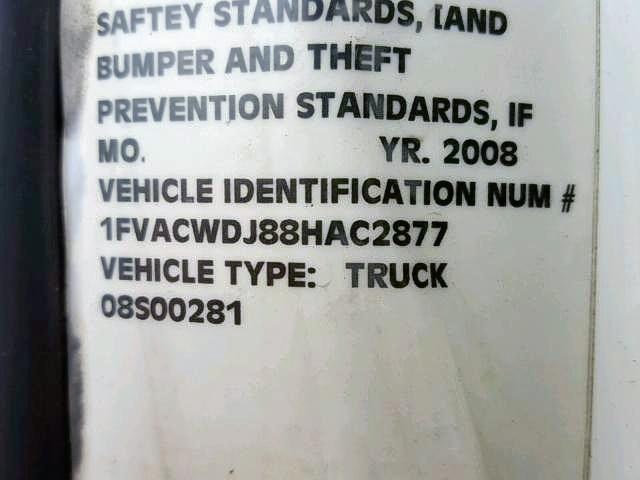 SAFTEY STANDARDS, [AND
BUMPER AND THEFT
PREVENTION STANDARDS, IF
MO. YR. 2008
VEHICLE IDENTIFICATION NUM #
1FVACWDJ88HAC2877
VEHICLE TYPE: TRUCK
08S00281